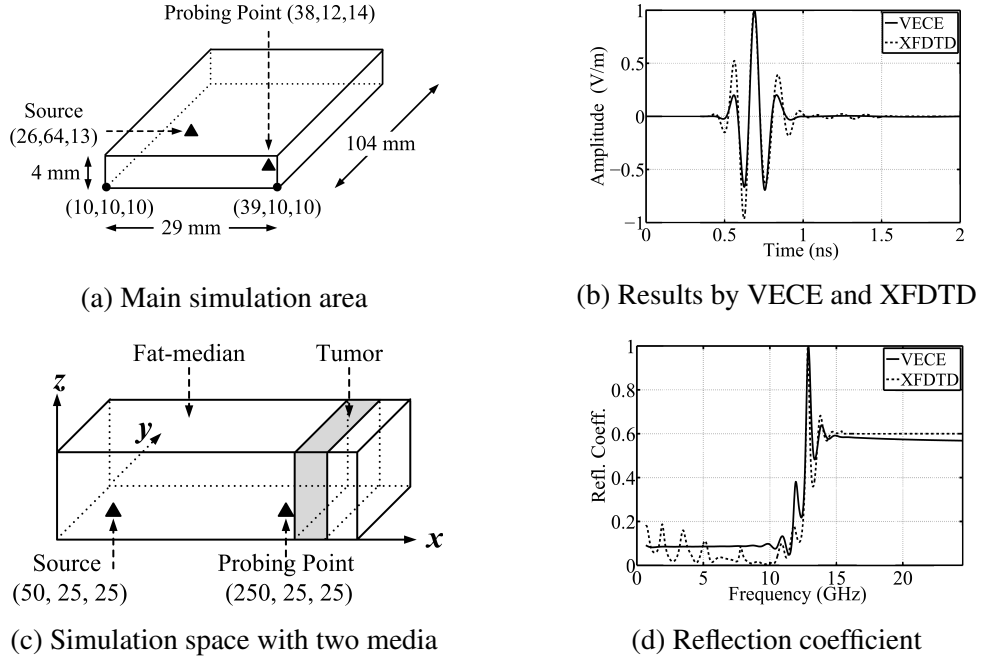 Probing Point (38,12,14)
Source
(26,64,13)
4 mm
104 mm
(10,10,10)
(39,10,10)
29 mm
(a) Main simulation area
1
0.5
0
−0.5
−1
Amplitude (V/m)
VECE
XFDTD
0
0.5
1
1.5
2
Time (ns)
(b) Results by VECE and XFDTD
Fat-median
Tumor
z
y
x
Source
(50, 25, 25)
Probing Point
(250, 25, 25)
(c) Simulation space with two media
1
0.8
0.6
0.4
0.2
0
Refl. Coeff.
VECE
XFDTD
5
10
15
20
Frequency (GHz)
(d) Reflection coefficient